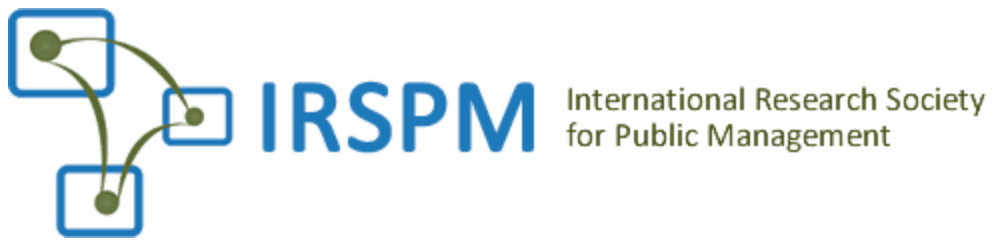 IRSPM
International Research Society
for Public Management